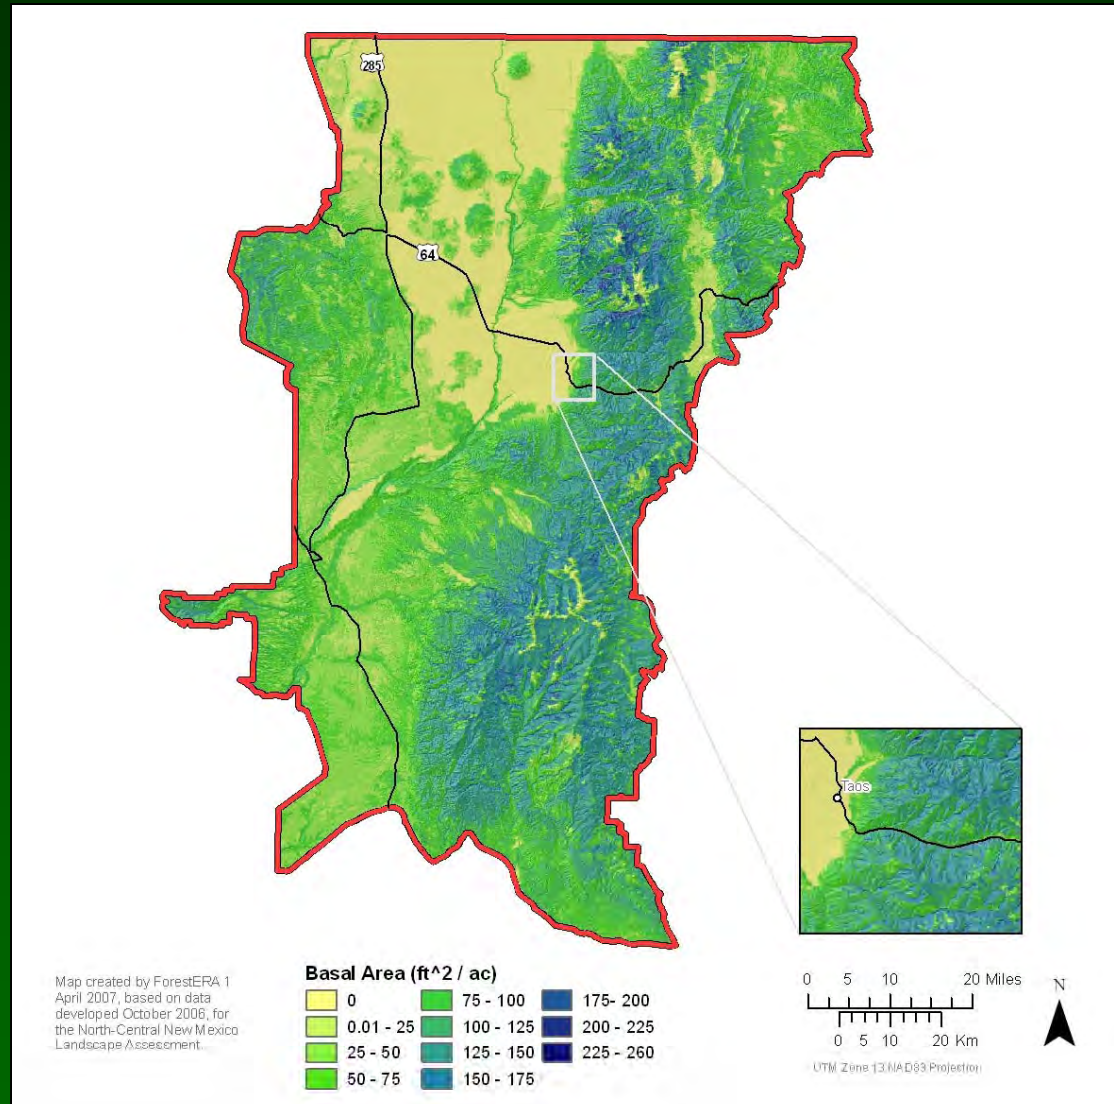 285
64
Taos
Map created by ForestERA 1
April 2007, based on data
developed October 2006, for
the North-Central New Mexico
Landscape Assessment.
Basal Area (ft^2 / ac)
0
0.01 - 25
25 - 50
50 - 75
75 - 100
100 - 125
125 - 150
150 - 175
175- 200
200 - 225
225 - 260
0 5 10 20 Miles
0 5 10 20 Km
UTM Zone 13 NAD83 Projection
N